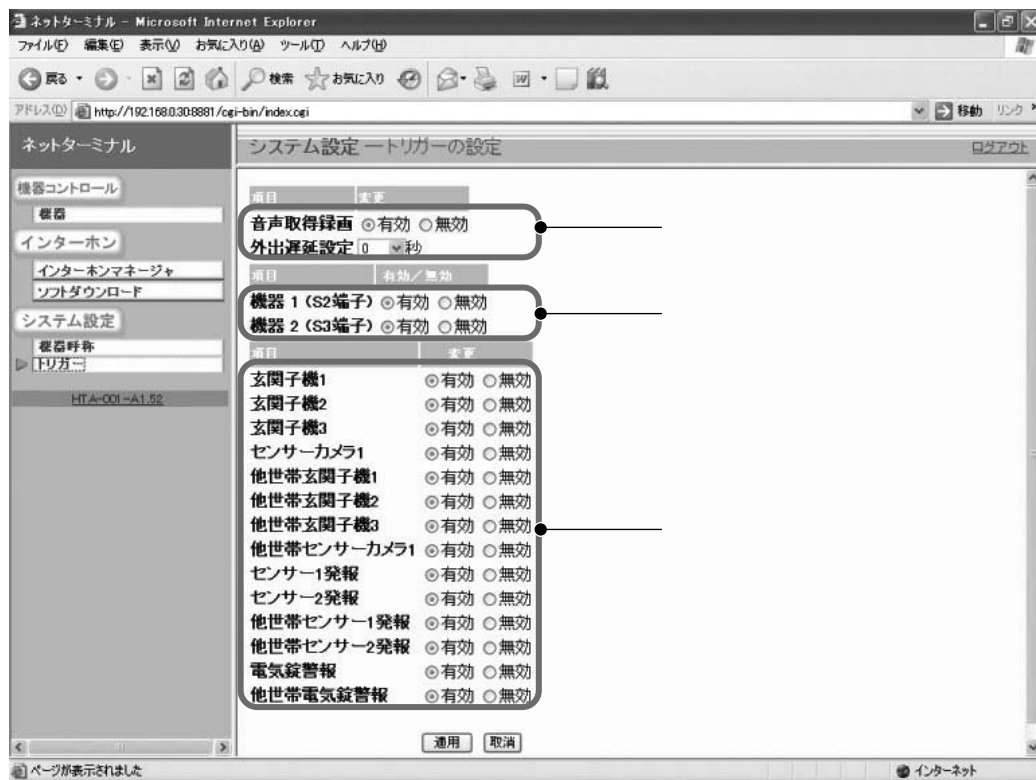 ネットターミナル - Microsoft Internet Explorer
ファイル(F) 編集(E) 表示(V) お気に入り(A) ツール(T) ヘルプ(H)
戻る 検索 お気に入り
アドレス(D) http://192.168.0.30:8881/cgi-bin/index.cgi 移動 リンク »
ネットターミナル
システム設定 ートリガーの設定
ログアウト
機器コントロール
機器
インターホン
インターホンマネージャ
ソフトダウンロード
システム設定
機器呼称
トリガー
HTA-001-A1.52
項目 変更
音声取得録画 有効 無効
外出遅延設定 0 秒
項目 有効/無効
機器 1 (S2端子) 有効 無効
機器 2 (S3端子) 有効 無効
項目 変更
玄関子機1 有効 無効
玄関子機2 有効 無効
玄関子機3 有効 無効
センサーカメラ1 有効 無効
他世帯玄関子機1 有効 無効
他世帯玄関子機2 有効 無効
他世帯玄関子機3 有効 無効
他世帯センサーカメラ1 有効 無効
センサー1発報 有効 無効
センサー2発報 有効 無効
他世帯センサー1発報 有効 無効
他世帯センサー2発報 有効 無効
電気錠警報 有効 無効
他世帯電気錠警報 有効 無効
適用 取消
ページが表示されました
インターネット